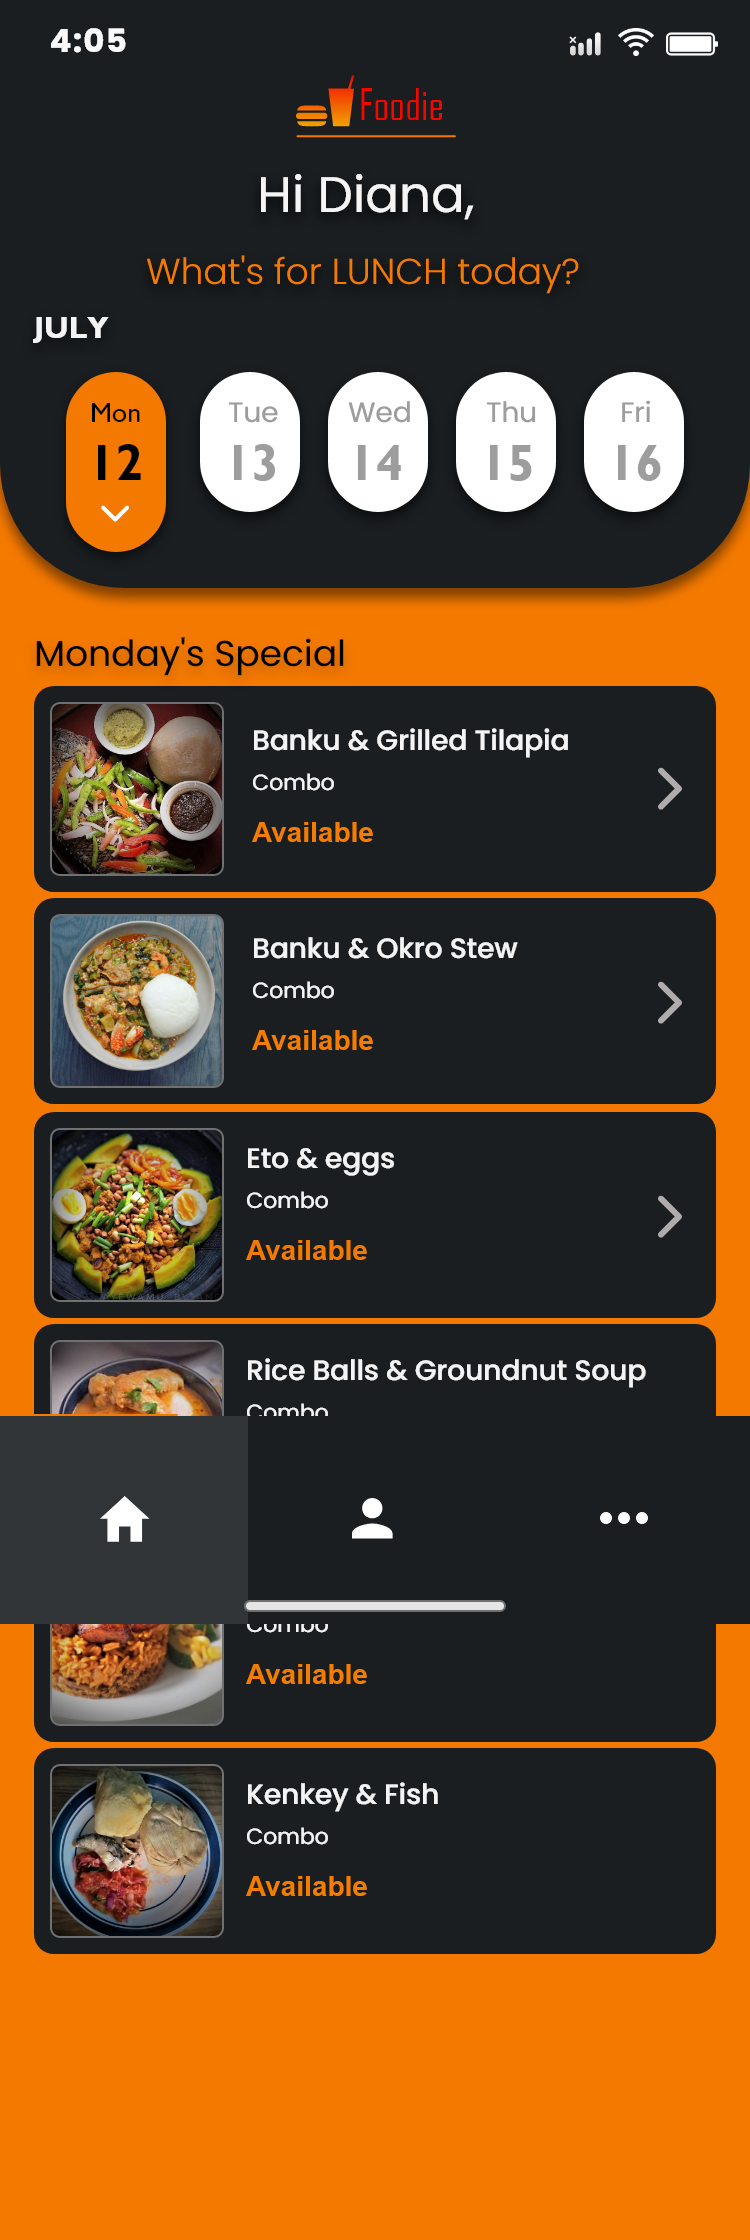 4:05
Foodie
Hi Diana,
What's for LUNCH today?
JULY
Mon Tue Wed Thu Fri
12 13 14 15 16
Monday's Special
Banku & Grilled Tilapia
Combo
Available
Banku & Okro Stew
Combo
Available
Eto & eggs
Combo
Available
Rice Balls & Groundnut Soup
Combo
Combo
Available
Kenkey & Fish
Combo
Available